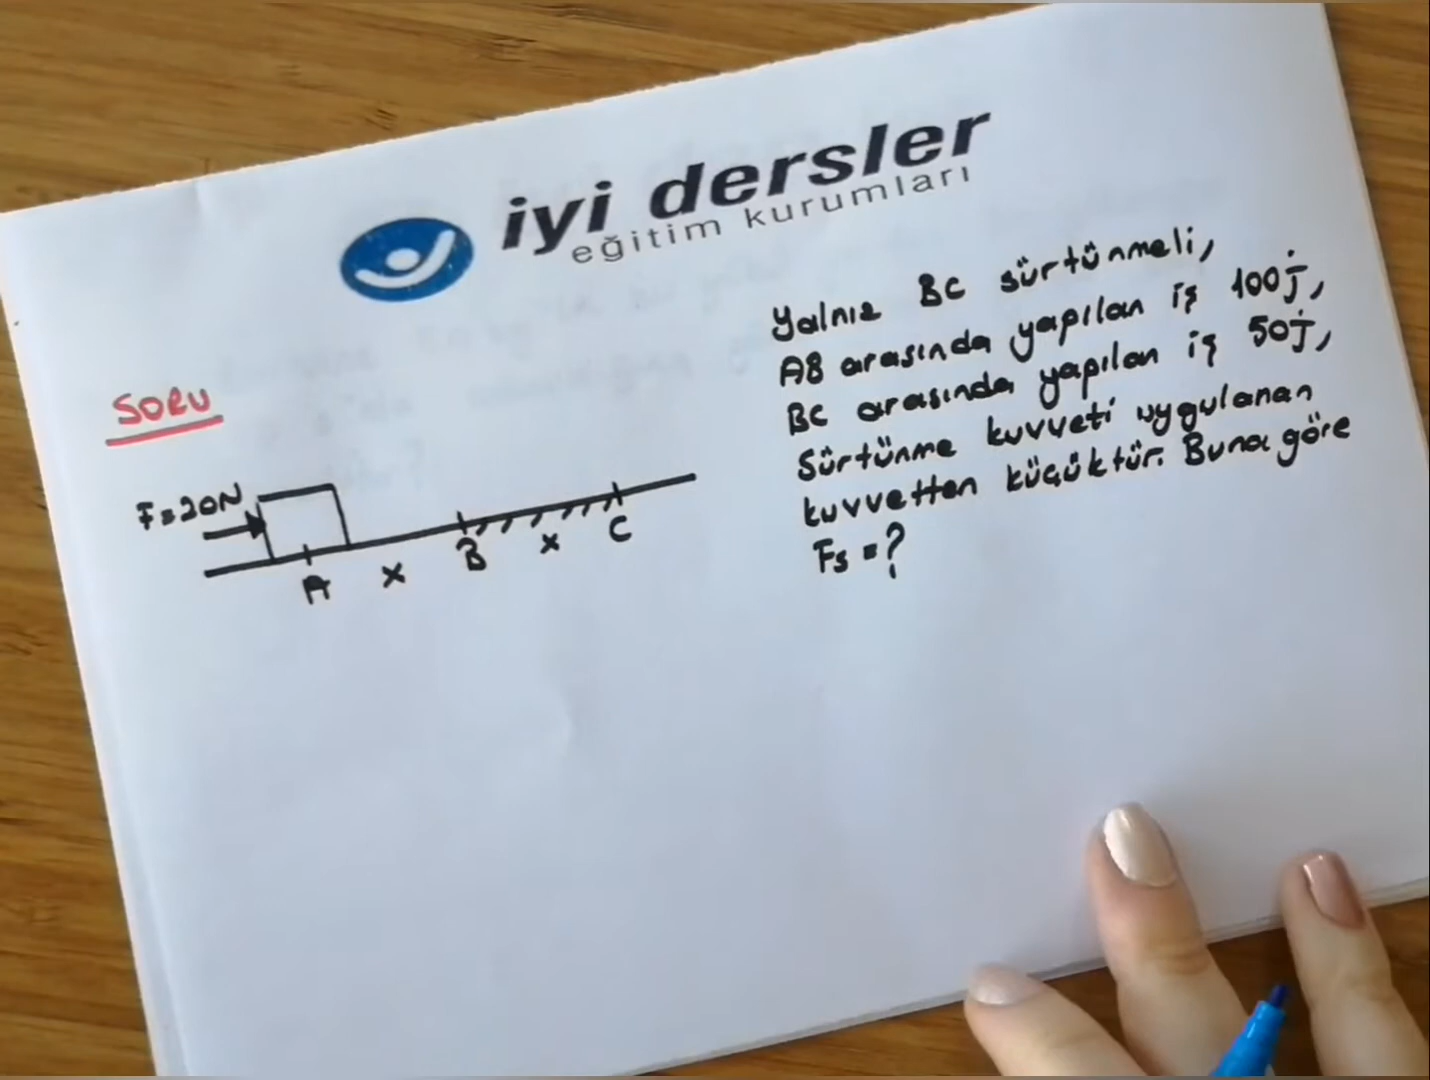 iyi dersler
eğitim kurumları
SORU
Yalnız BC sürtünmeli,
AB arasında yapılan iş 100j,
BC arasında yapılan iş 50j,
Sürtünme kuvveti uygulanan
kuvvetten küçüktür. Buna göre
Fs = ?
F = 20N
A x B x C